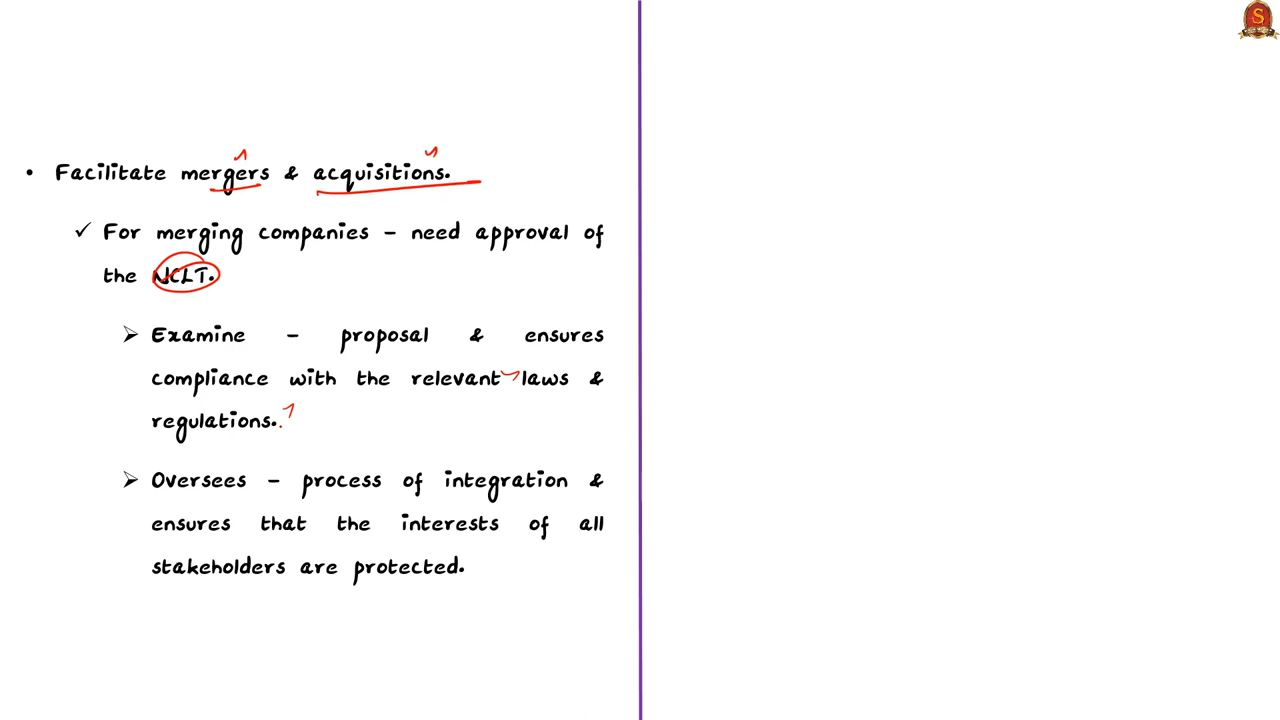 • Facilitate mergers & acquisitions.
✓ For merging companies – need approval of
the NCLT.
➢ Examine – proposal & ensures
compliance with the relevant laws &
regulations.
➢ Oversees – process of integration &
ensures that the interests of all
stakeholders are protected.
S